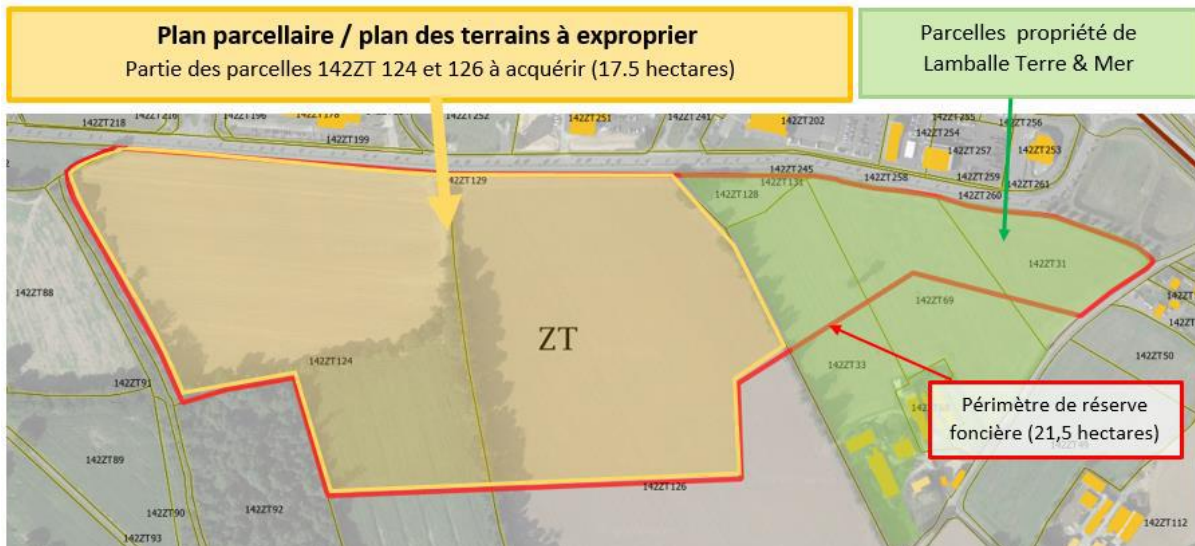 Plan parcellaire / plan des terrains à exproprier
Partie des parcelles 142ZT 124 et 126 à acquérir (17.5 hectares)
Parcelles propriété de
Lamballe Terre & Mer
142ZT218
142ZT196
142ZT199
142ZT251
142ZT241
142ZT202
142ZT254
142ZT256
142ZT257
142ZT253
142ZT245
142ZT258
142ZT259
142ZT261
142ZT260
142ZT129
142ZT131
142ZT128
142ZT31
142ZT88
142ZT69
ZT
142ZT124
142ZT33
142ZT50
142ZT91
Périmètre de réserve
foncière (21,5 hectares)
142ZT89
142ZT126
142ZT90
142ZT92
142ZT112
142ZT93